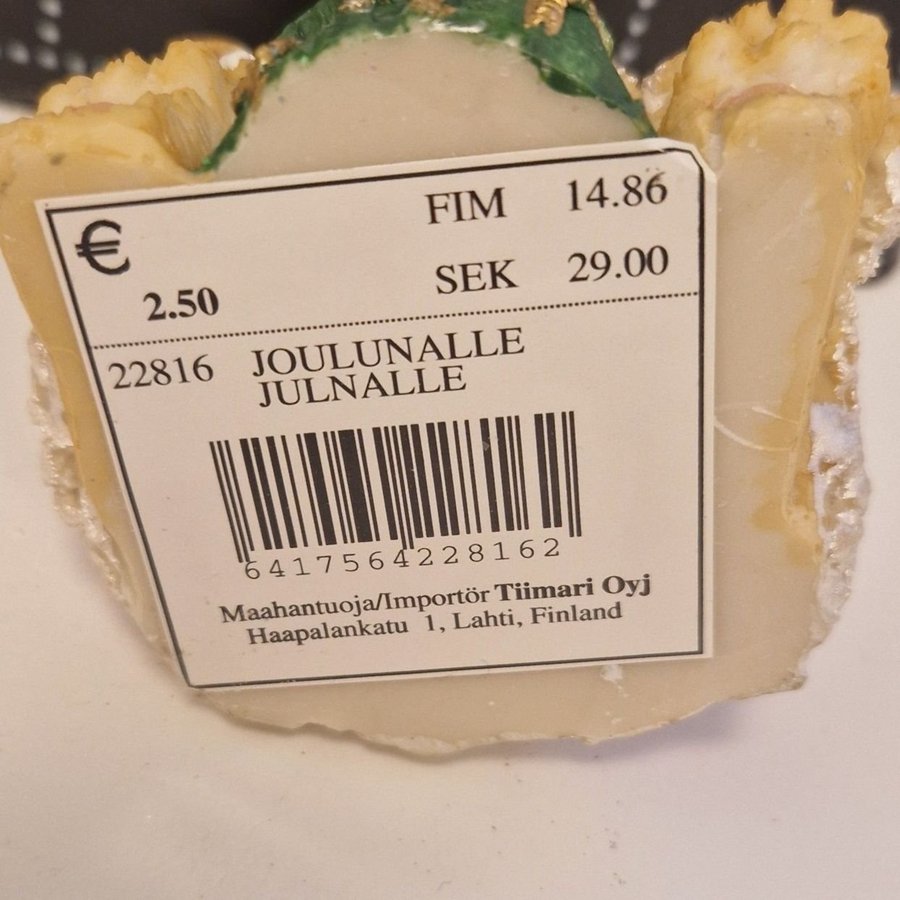 FIM 14.86
€
2.50 SEK 29.00
22816 JOULUNALLE
JULNALLE
6417564228162
Maahantuoja/Importör Tiimari Oyj
Haapalankatu 1, Lahti, Finland